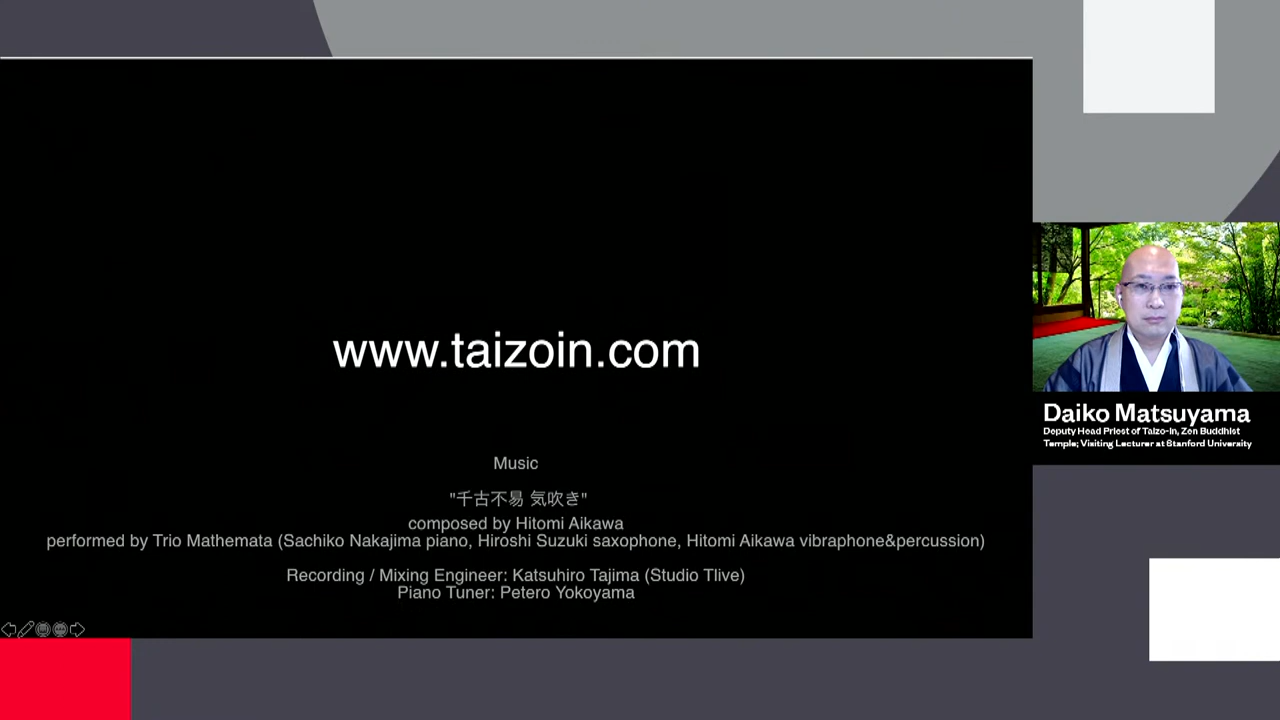 www.taizoin.com
Music
"千古不易 気吹き"
composed by Hitomi Aikawa
performed by Trio Mathemata (Sachiko Nakajima piano, Hiroshi Suzuki saxophone, Hitomi Aikawa vibraphone&percussion)
Recording / Mixing Engineer: Katsuhiro Tajima (Studio Tlive)
Piano Tuner: Petero Yokoyama
Daiko Matsuyama
Deputy Head Priest of Taizo-in, Zen Buddhist
Temple; Visiting Lecturer at Stanford University